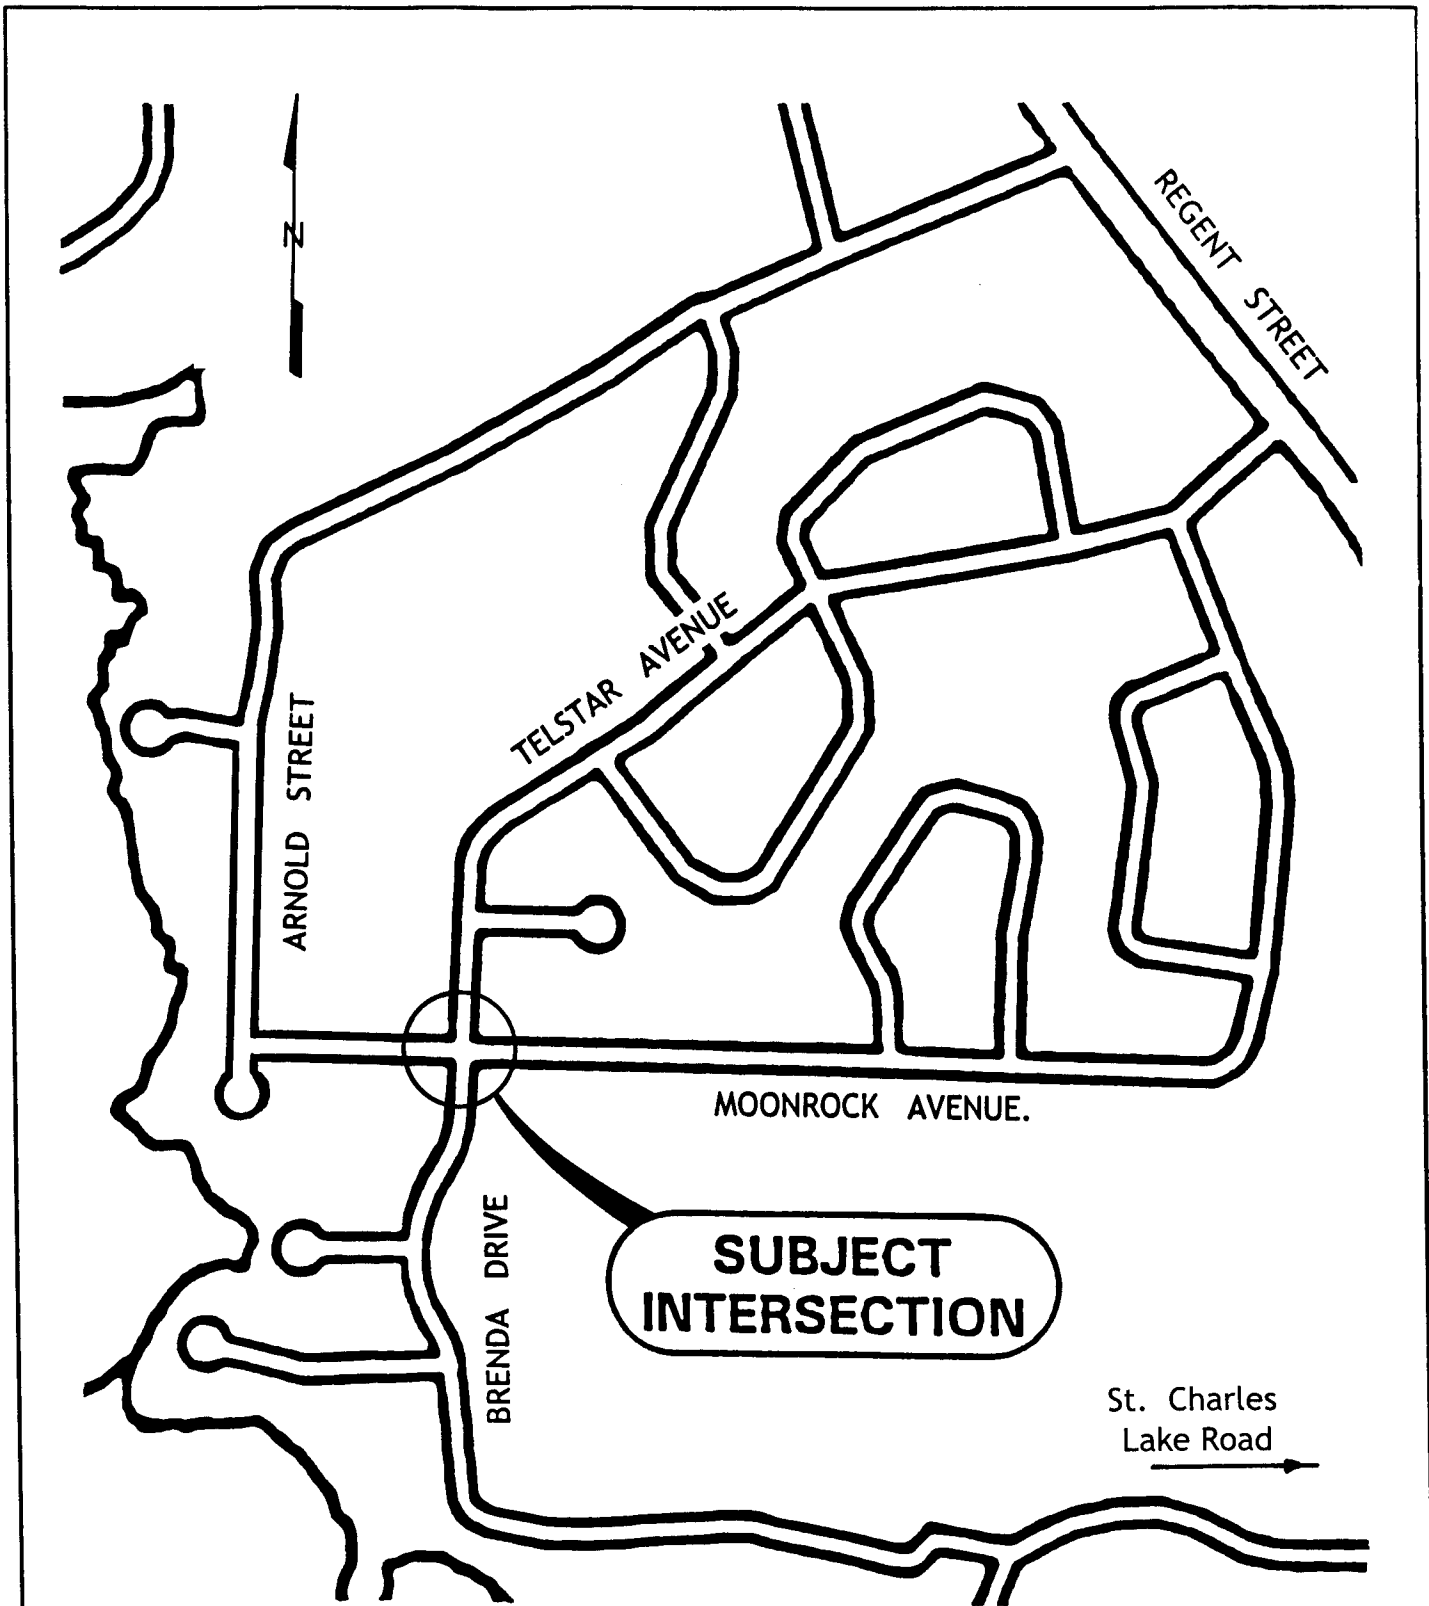 N
REGENT STREET
TELSTAR AVENUE
ARNOLD STREET
MOONROCK AVENUE.
BRENDA DRIVE
SUBJECT
INTERSECTION
St. Charles
Lake Road